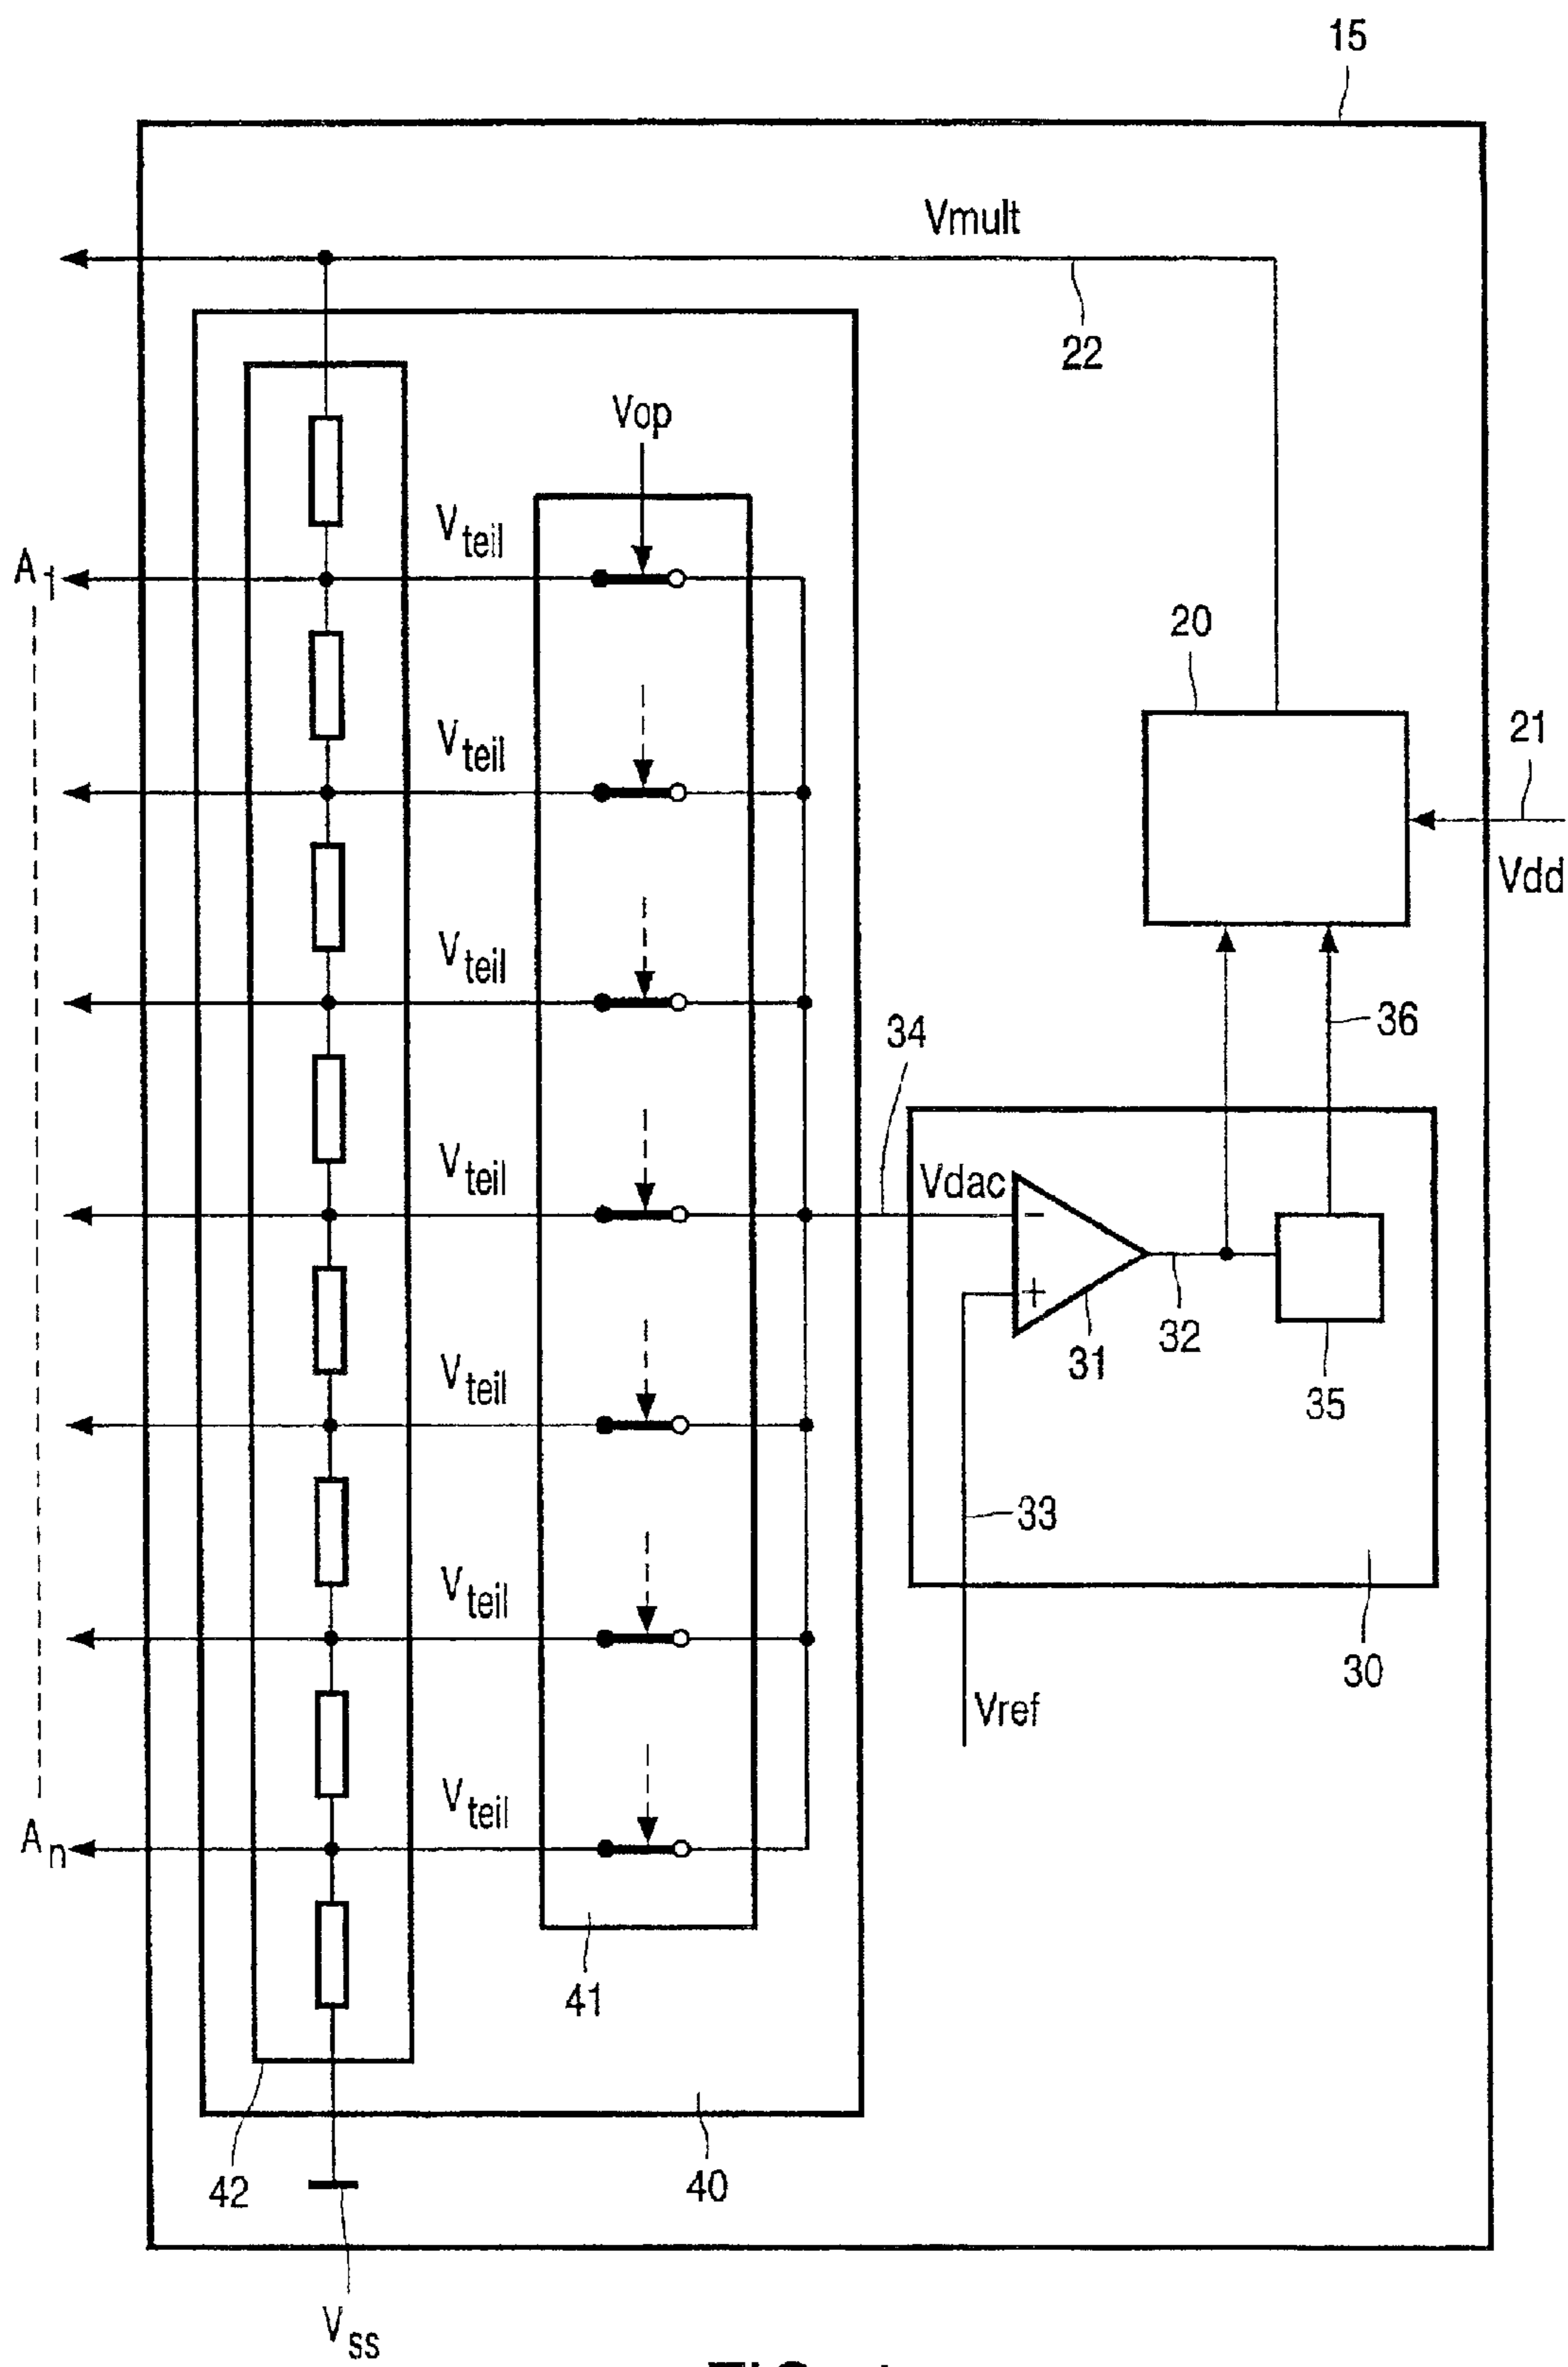 15
Vmult
22
Vop
Vteil
A1
20
Vteil
21
Vdd
Vteil
36
34
Vteil
Vdac
−
+
32
31
Vteil
35
33
Vteil
30
Vref
Vteil
An
41
42
40
Vss